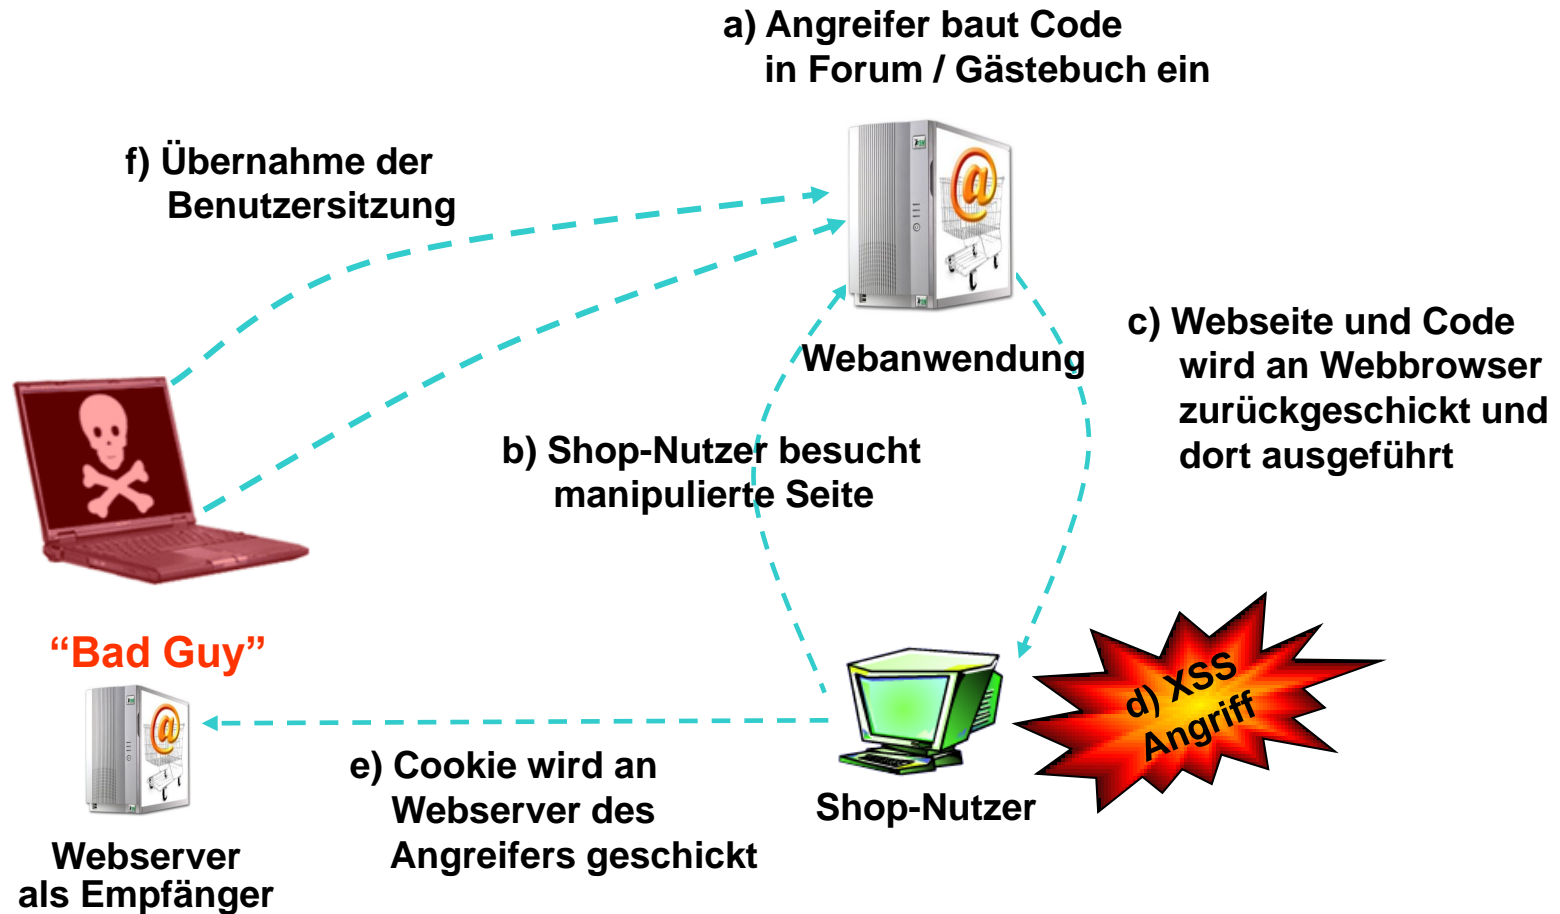 a) Angreifer baut Code
in Forum / Gästebuch ein
f) Übernahme der
Benutzersitzung
@
Webanwendung
c) Webseite und Code
wird an Webbrowser
zurückgeschickt und
dort ausgeführt
b) Shop-Nutzer besucht
manipulierte Seite
“Bad Guy”
@
d) XSS
Angriff
e) Cookie wird an
Webserver des
Angreifers geschickt
Shop-Nutzer
Webserver
als Empfänger